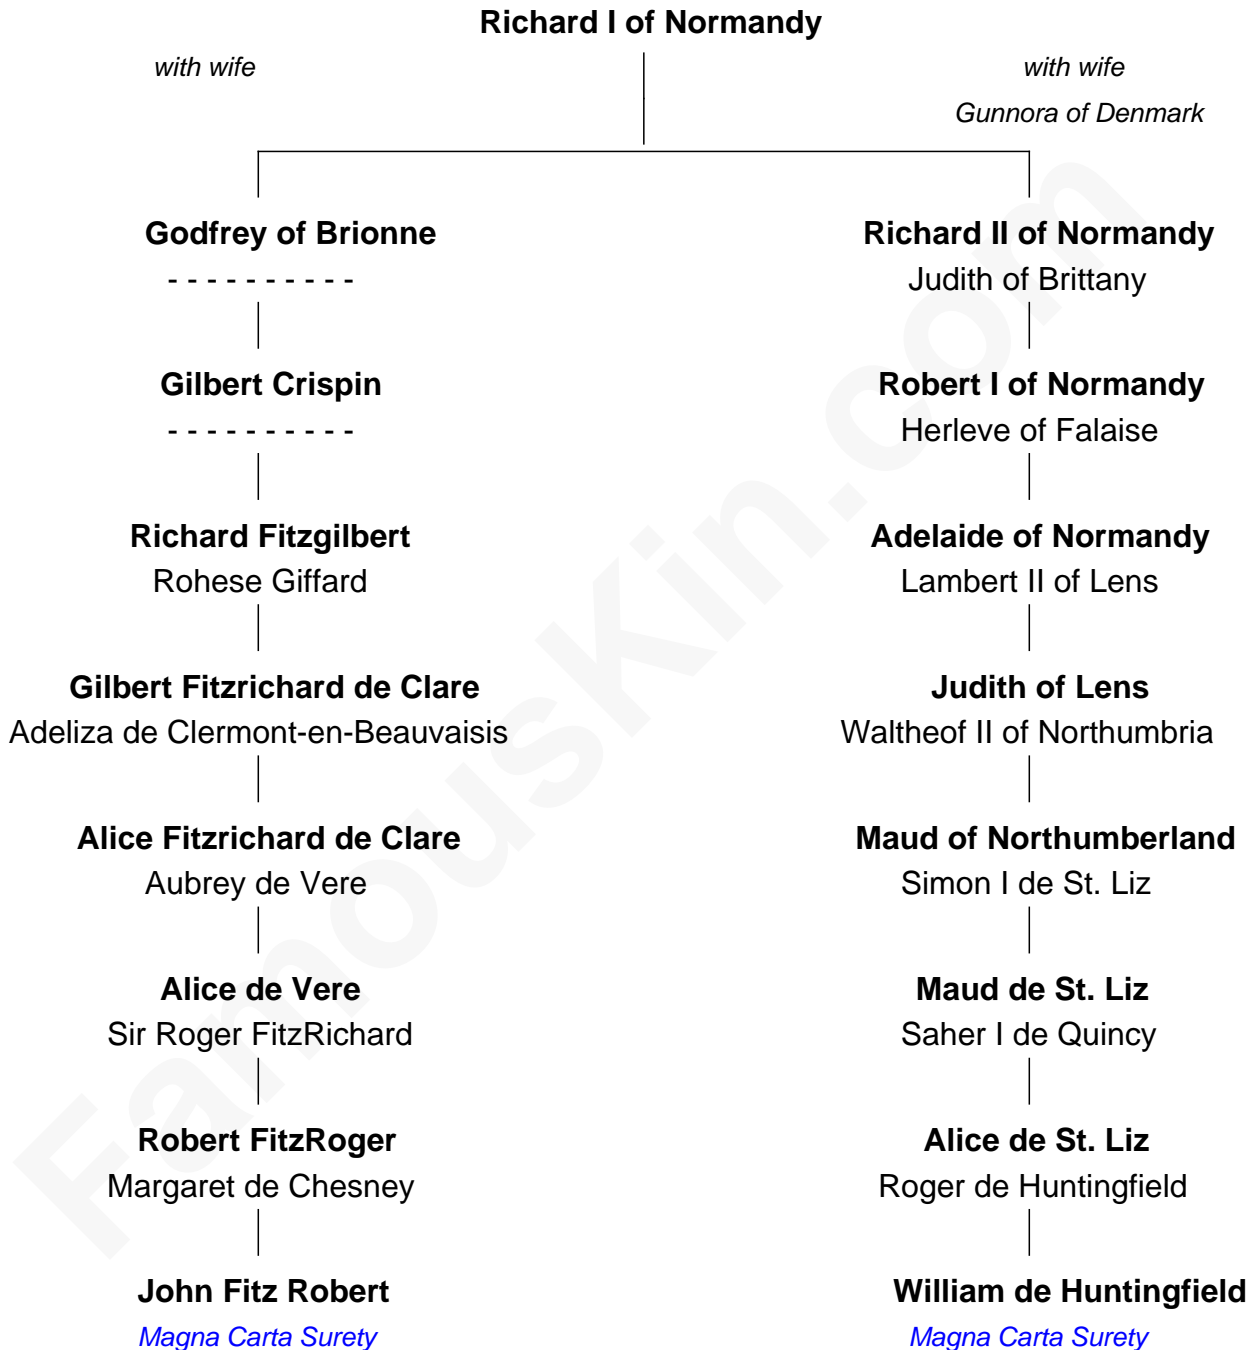 Richard I of Normandy
with wife
with wife
Gunnora of Denmark
Godfrey of Brionne
- - - - - - - - - -
Gilbert Crispin
- - - - - - - - - -
Richard Fitzgilbert
Rohese Giffard
Gilbert Fitzrichard de Clare
Adeliza de Clermont-en-Beauvaisis
Alice Fitzrichard de Clare
Aubrey de Vere
Alice de Vere
Sir Roger FitzRichard
Robert FitzRoger
Margaret de Chesney
John Fitz Robert
Magna Carta Surety
Richard II of Normandy
Judith of Brittany
Robert I of Normandy
Herleve of Falaise
Adelaide of Normandy
Lambert II of Lens
Judith of Lens
Waltheof II of Northumbria
Maud of Northumberland
Simon I de St. Liz
Maud de St. Liz
Saher I de Quincy
Alice de St. Liz
Roger de Huntingfield
William de Huntingfield
Magna Carta Surety
FamousKin.com